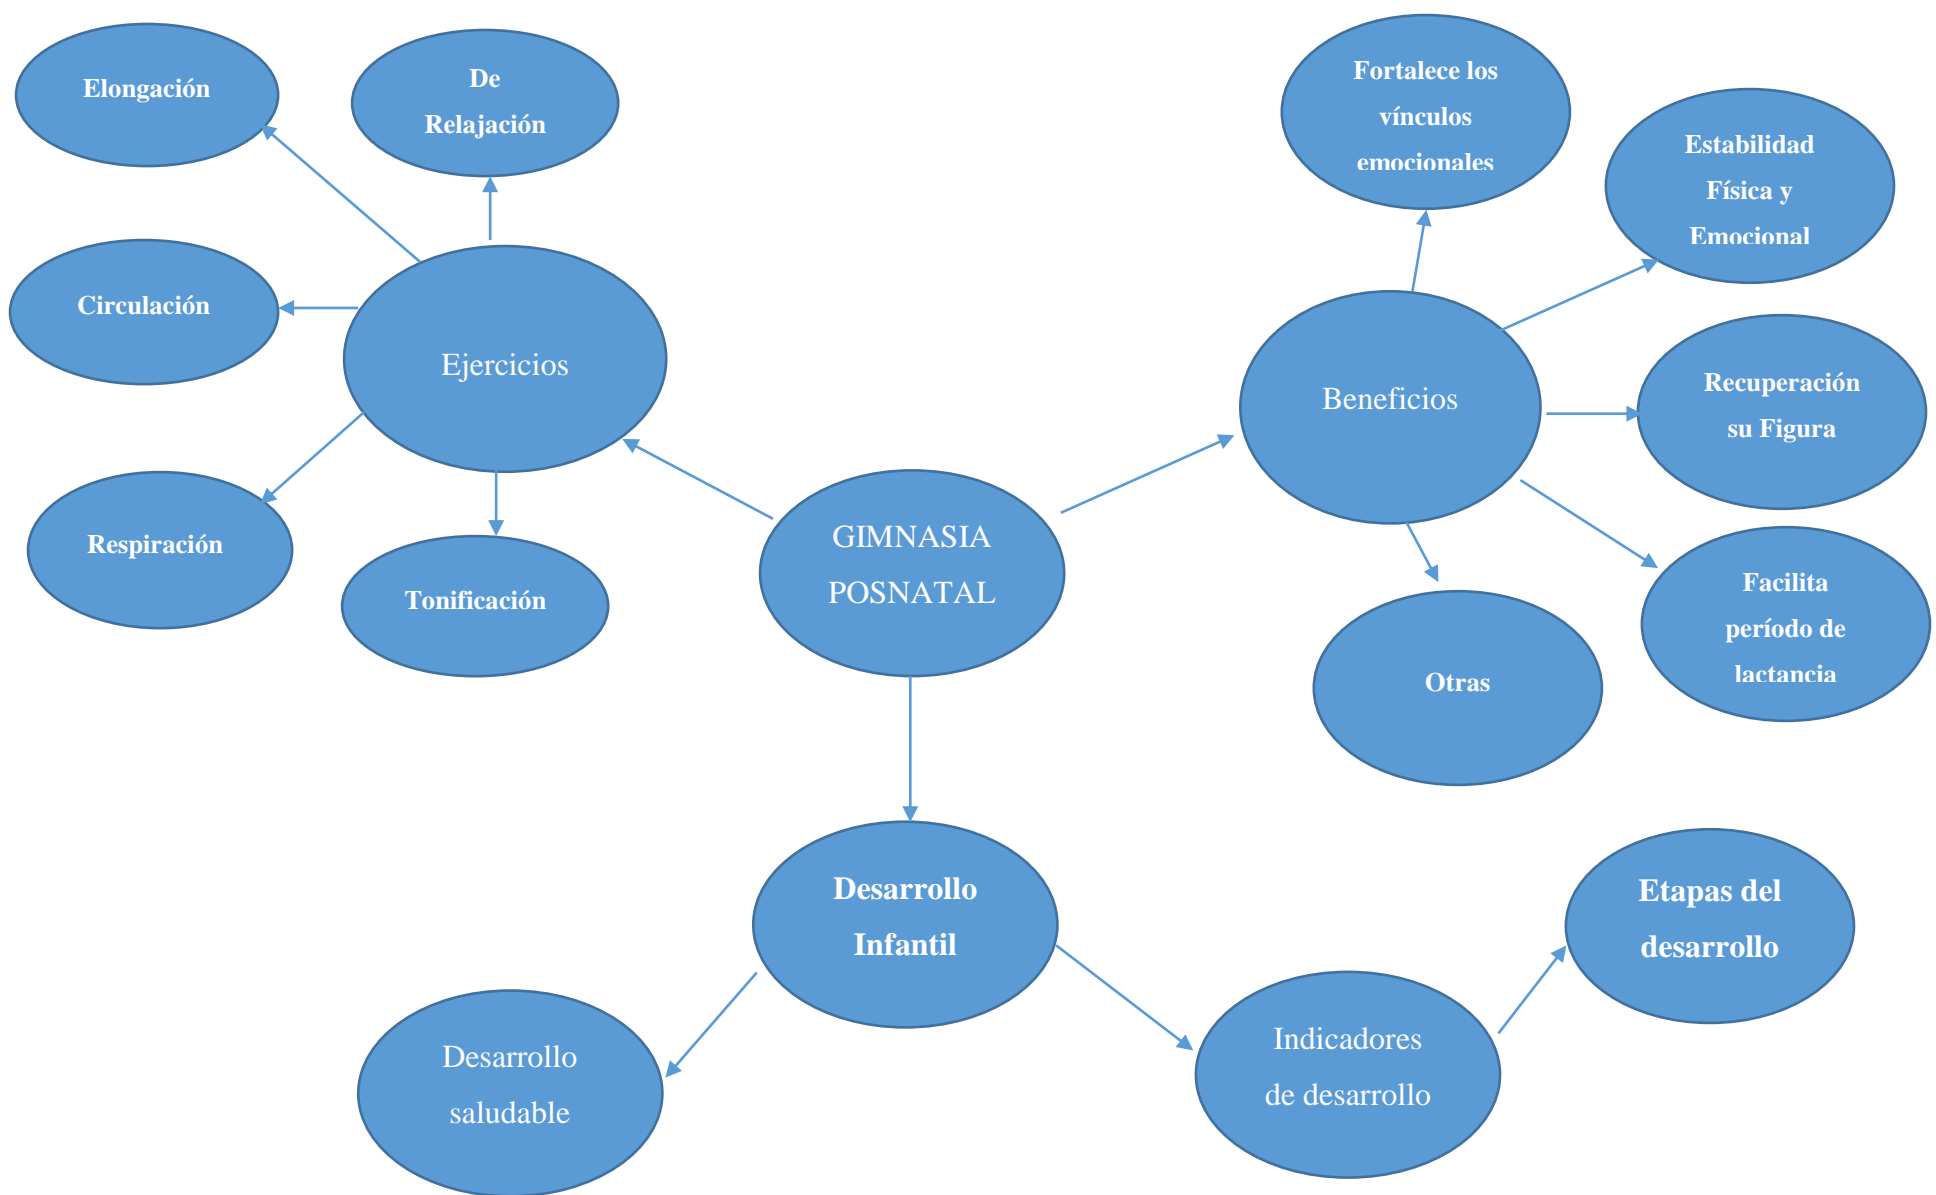 Elongación
De
Relajación
Circulación
Ejercicios
Respiración
Tonificación
GIMNASIA
POSNATAL
Fortalece los
vínculos
emocionales
Estabilidad
Física y
Emocional
Beneficios
Recuperación
su Figura
Facilita
período de
lactancia
Otras
Desarrollo
Infantil
Desarrollo
saludable
Indicadores
de desarrollo
Etapas del
desarrollo